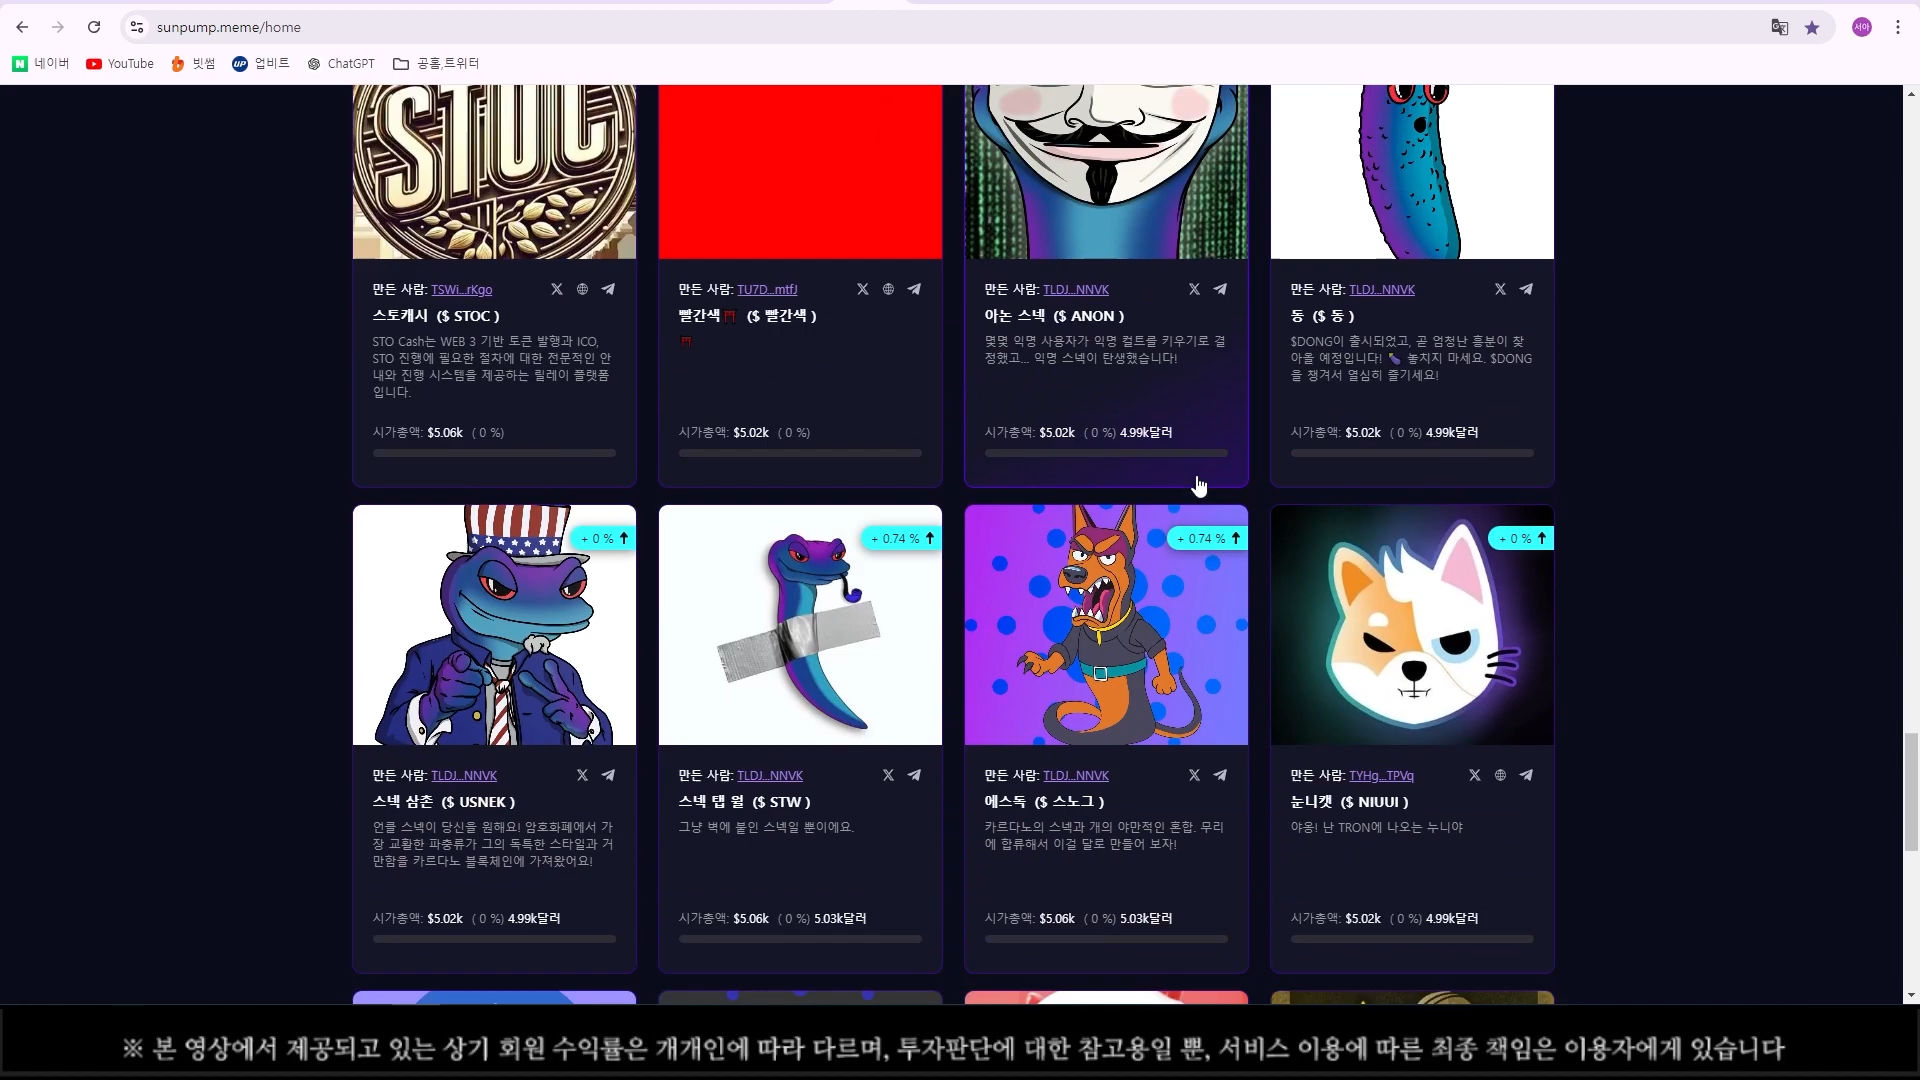 sunpump.meme/home
서아
네이버
YouTube
빗썸
UP 업비트
ChatGPT
공홀,트위터
STOC
만든 사람: TSWi...rKgo
스토캐시 ($ STOC )
STO Cash는 WEB 3 기반 토큰 발행과 ICO,
STO 진행에 필요한 절차에 대한 전문적인 안
내와 진행 시스템을 제공하는 릴레이 플랫폼
입니다.
시가총액: $5.06k ( 0 %)
만든 사람: TU7D...mtfJ
빨간색 ($ 빨간색 )
시가총액: $5.02k ( 0 %)
만든 사람: TLDJ...NNVK
아논 스넥 ($ ANON )
몇몇 익명 사용자가 익명 컬트를 키우기로 결
정했고... 익명 스넥이 탄생했습니다!
시가총액: $5.02k ( 0 %) 4.99k달러
만든 사람: TLDJ...NNVK
동 ($ 동 )
$DONG이 출시되었고, 곧 엄청난 흥분이 찾
아올 예정입니다! 🍆 놓치지 마세요. $DONG
을 챙겨서 열심히 즐기세요!
시가총액: $5.02k ( 0 %) 4.99k달러
+ 0 %
만든 사람: TLDJ...NNVK
스넥 삼촌 ($ USNEK )
언클 스넥이 당신을 원해요! 암호화폐에서 가
장 교활한 파충류가 그의 독특한 스타일과 거
만함을 카르다노 블록체인에 가져왔어요!
시가총액: $5.02k ( 0 %) 4.99k달러
+ 0.74 %
만든 사람: TLDJ...NNVK
스넥 탭 월 ($ STW )
그냥 벽에 붙인 스넥일 뿐이에요.
시가총액: $5.06k ( 0 %) 5.03k달러
+ 0.74 %
만든 사람: TLDJ...NNVK
에스독 ($ 스노그 )
카르다노의 스넥과 개의 야만적인 혼합. 무리
에 합류해서 이걸 달로 만들어 보자!
시가총액: $5.06k ( 0 %) 5.03k달러
+ 0 %
만든 사람: TYHg...TPVq
눈니캣 ($ NIUUI )
야옹! 난 TRON에 나오는 누니야
시가총액: $5.02k ( 0 %) 4.99k달러
※ 본 영상에서 제공되고 있는 상기 회원 수익률은 개개인에 따라 다르며, 투자판단에 대한 참고용일 뿐, 서비스 이용에 따른 최종 책임은 이용자에게 있습니다